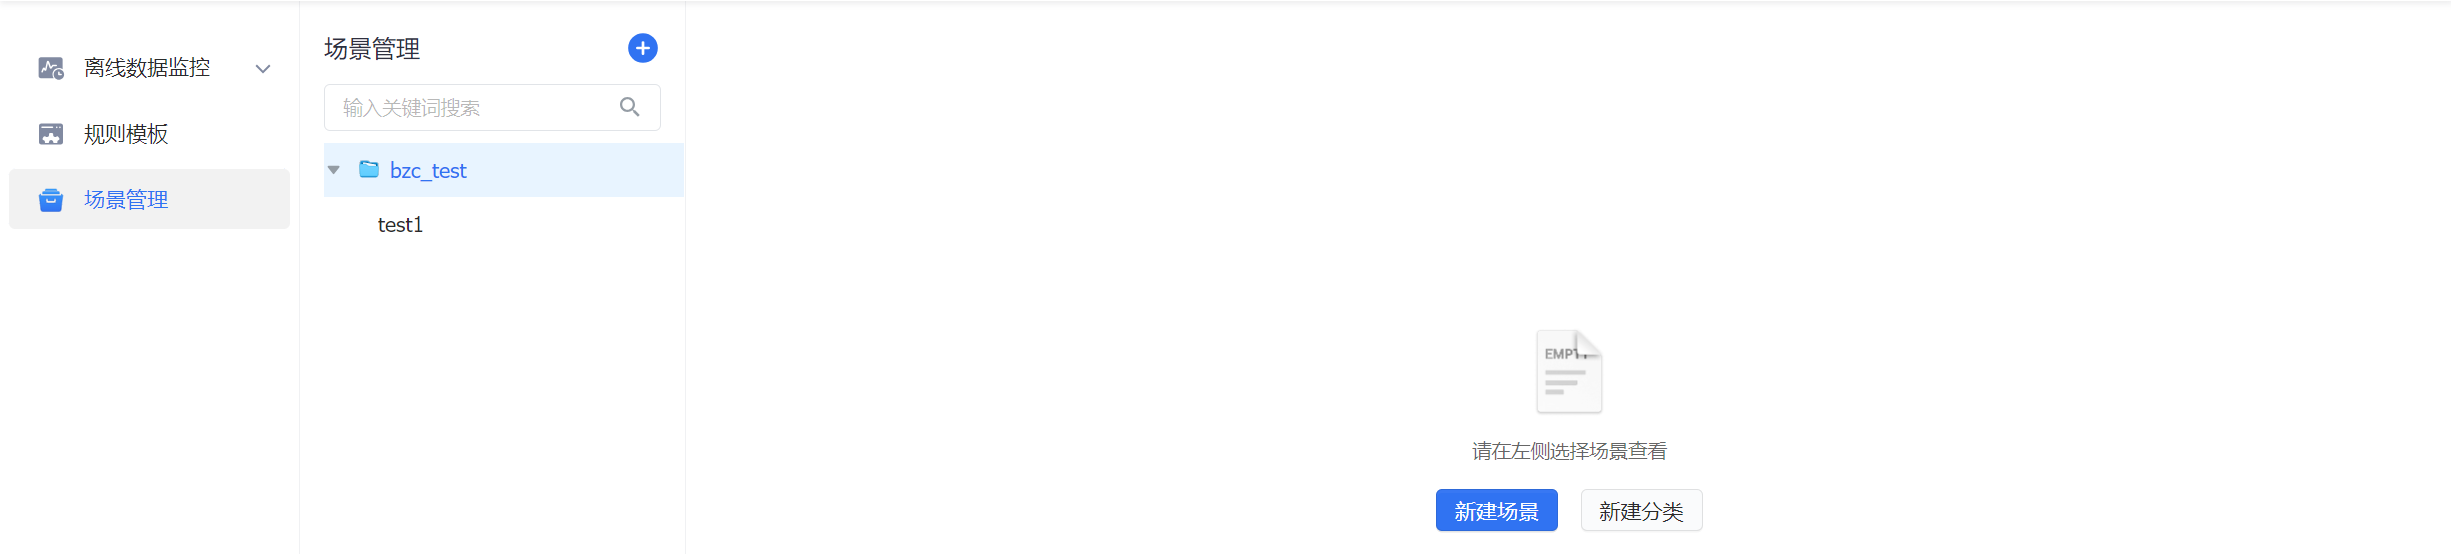 离线数据监控
规则模板
场景管理
场景管理
输入关键词搜索
bzc_test
test1
EMPTY
请在左侧选择场景查看
新建场景
新建分类